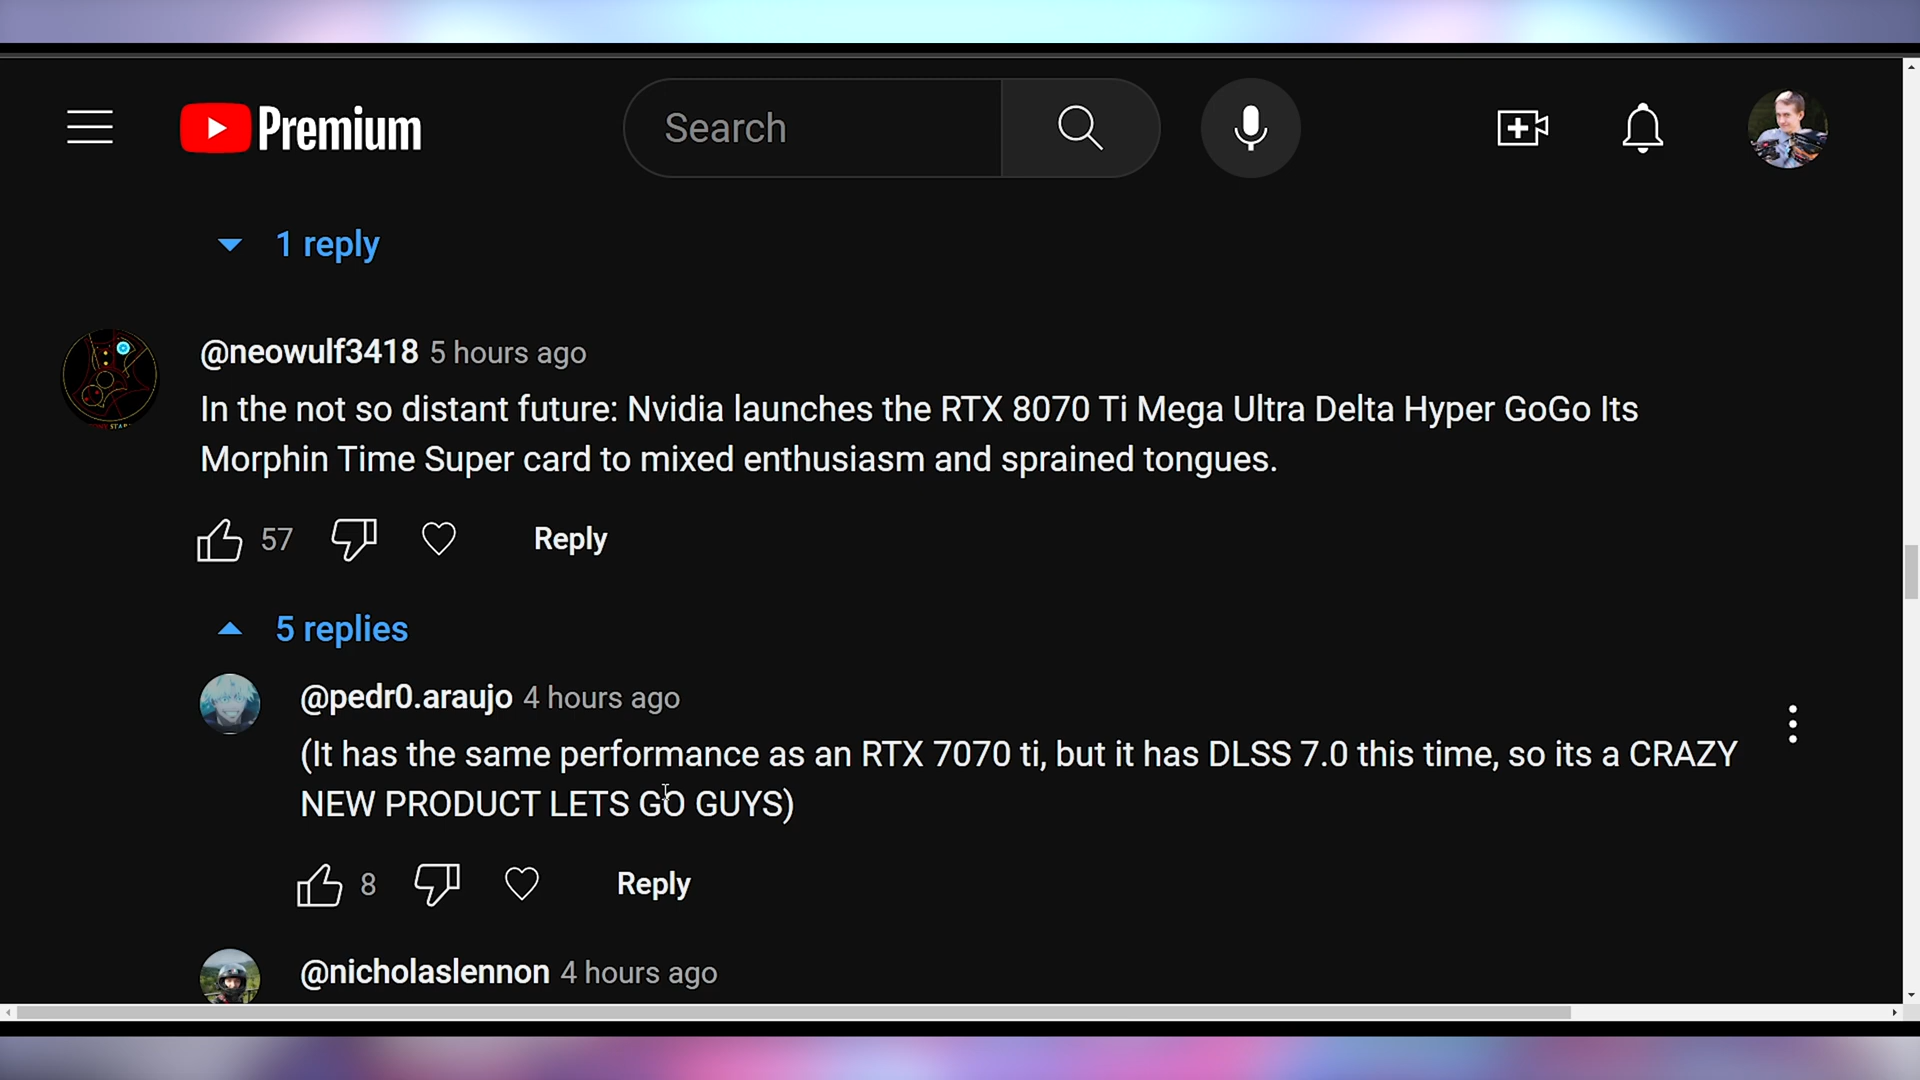 Premium
Search
1 reply
@neowulf3418 5 hours ago
In the not so distant future: Nvidia launches the RTX 8070 Ti Mega Ultra Delta Hyper GoGo Its
Morphin Time Super card to mixed enthusiasm and sprained tongues.
57 Reply
5 replies
@pedr0.araujo 4 hours ago
(It has the same performance as an RTX 7070 ti, but it has DLSS 7.0 this time, so its a CRAZY
NEW PRODUCT LETS GO GUYS)
8 Reply
@nicholaslennon 4 hours ago